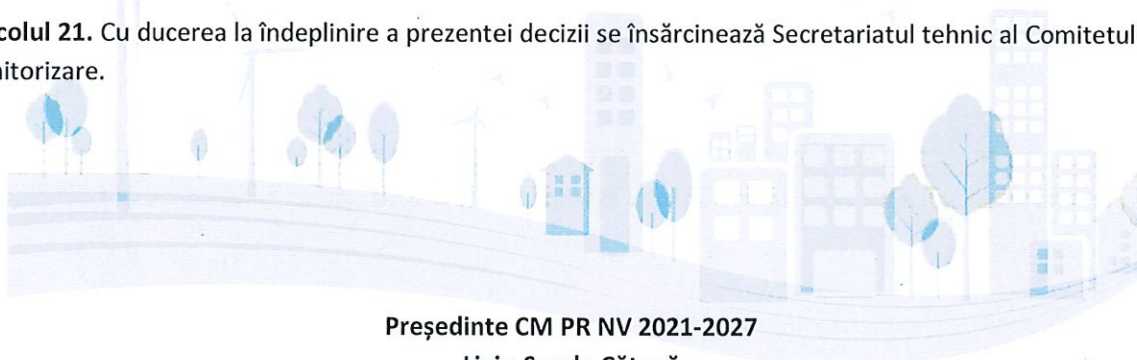 colul 21. Cu ducerea la îndeplinire a prezentei decizii se însărcinează Secretariatul tehnic al Comitetul
nitorizare.
Președinte CM PR NV 2021-2027